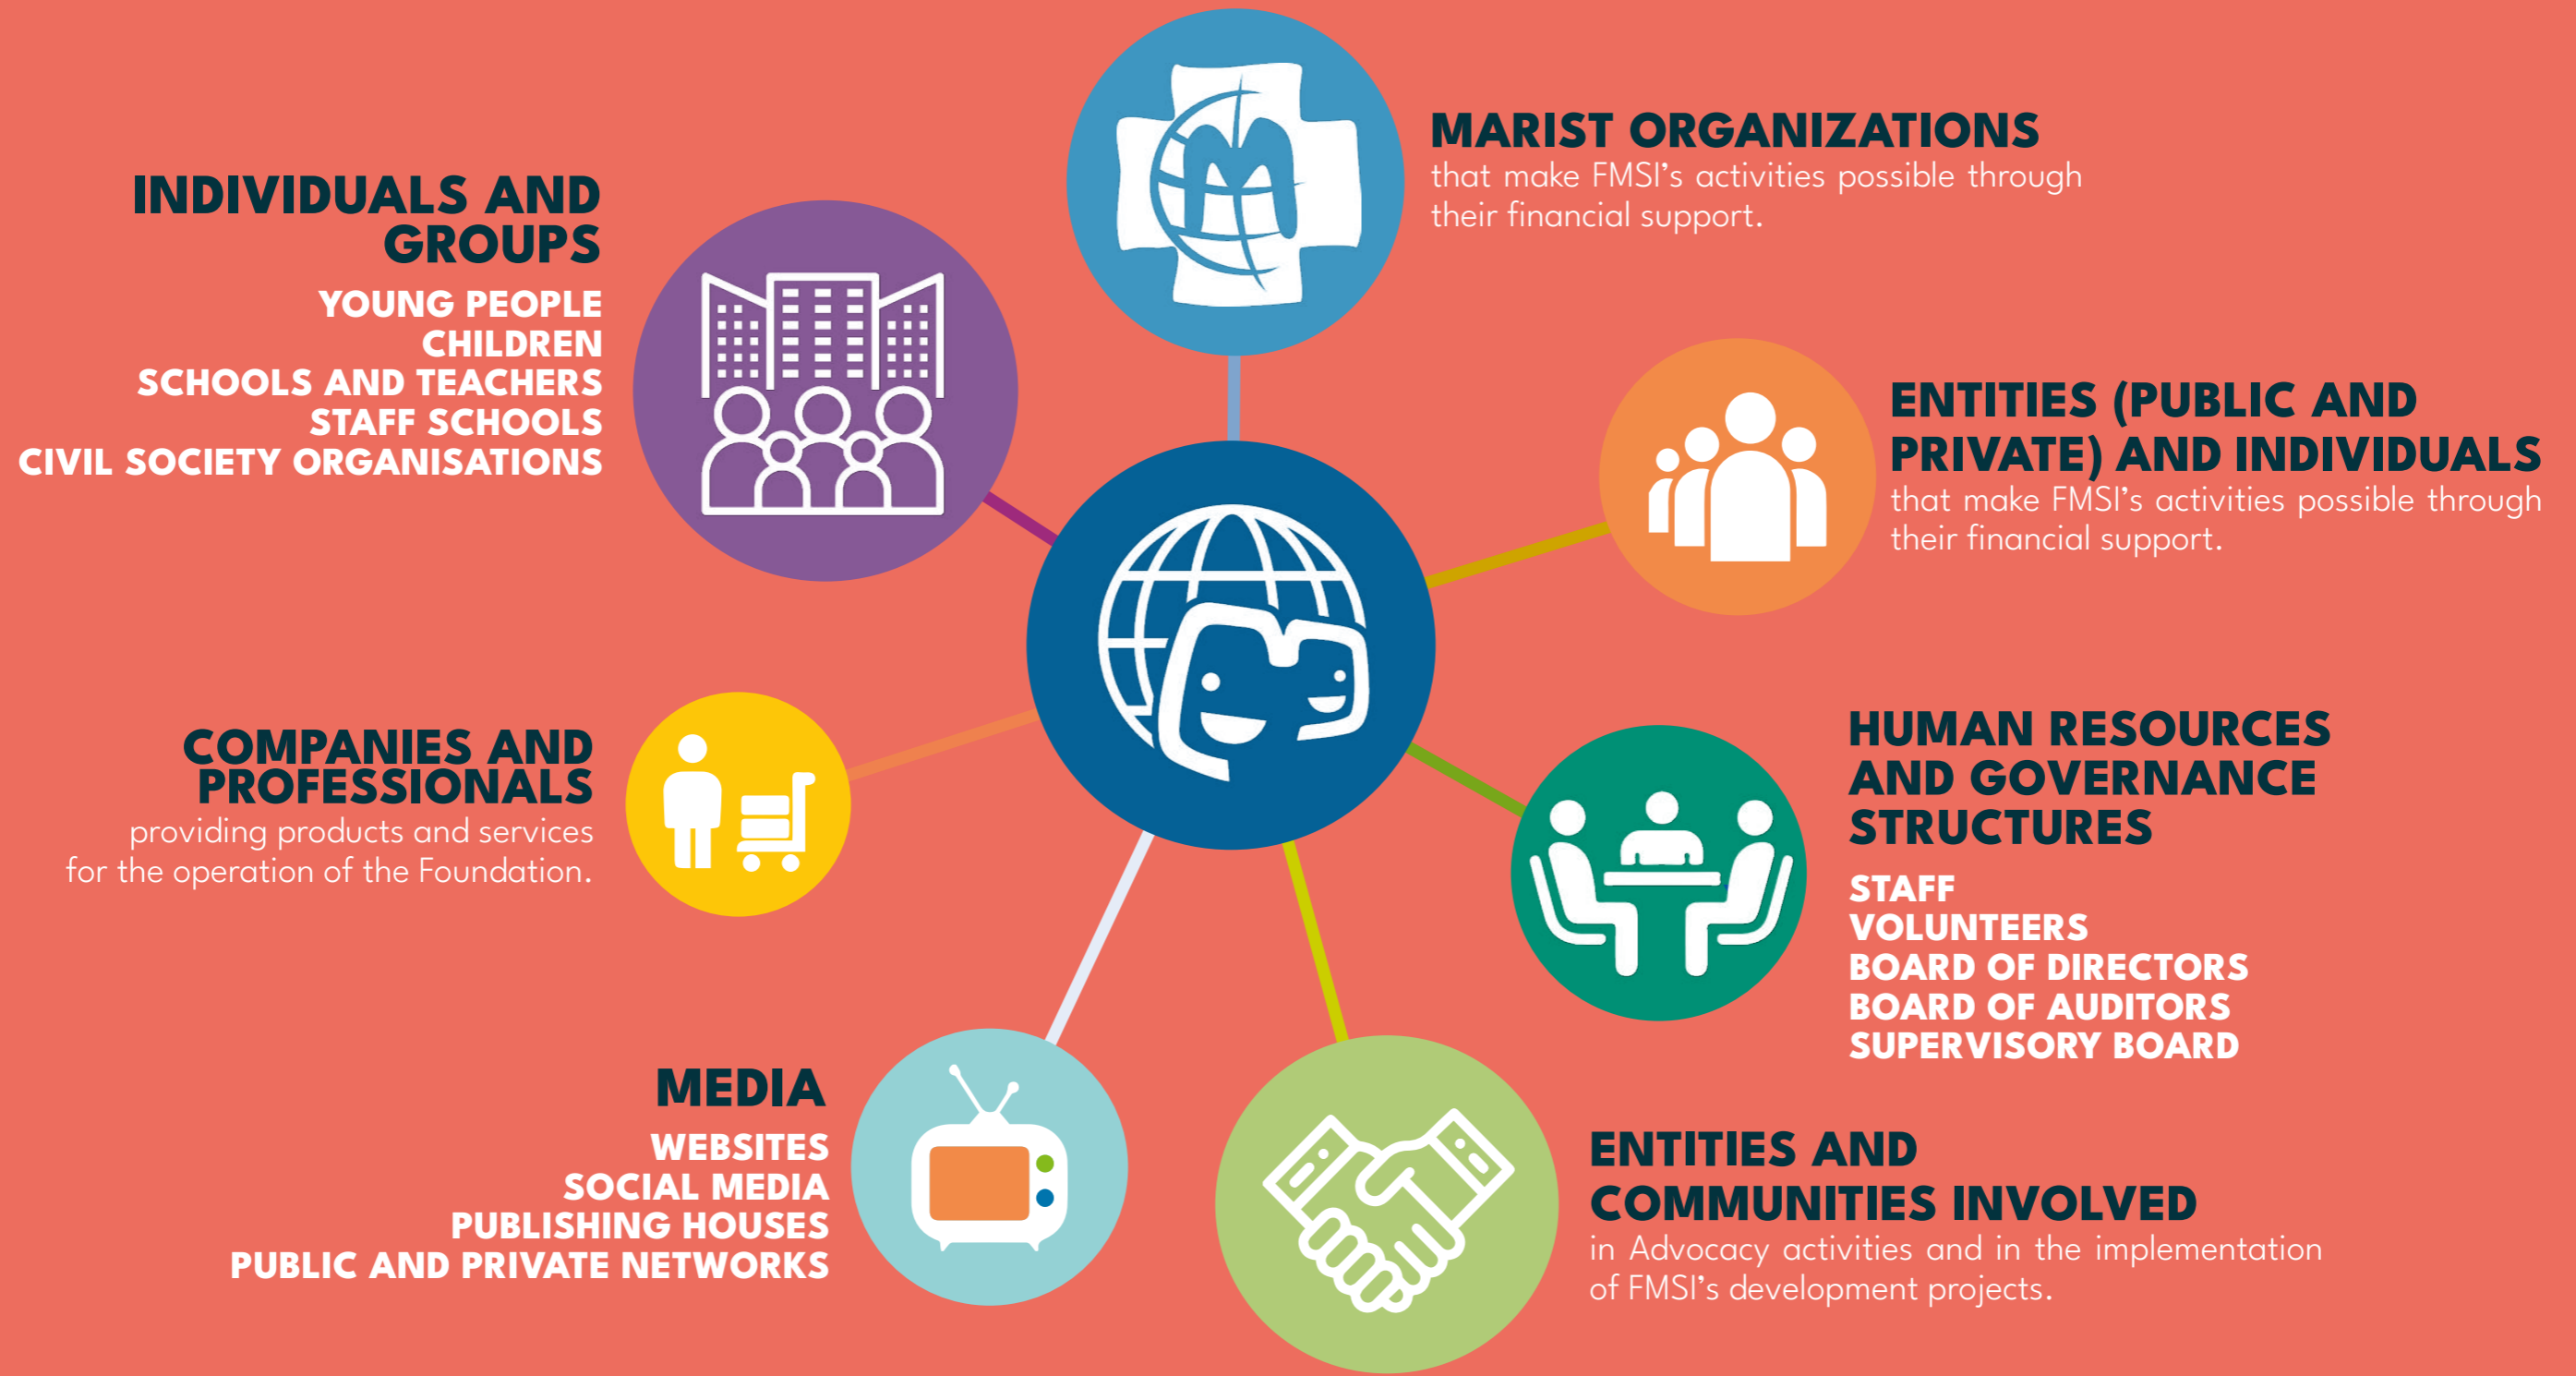 MARIST ORGANIZATIONS
that make FMSI's activities possible through
their financial support.
INDIVIDUALS AND
GROUPS
YOUNG PEOPLE
CHILDREN
SCHOOLS AND TEACHERS
STAFF SCHOOLS
CIVIL SOCIETY ORGANISATIONS
ENTITIES (PUBLIC AND
PRIVATE) AND INDIVIDUALS
that make FMSI's activities possible through
their financial support.
COMPANIES AND
PROFESSIONALS
providing products and services
for the operation of the Foundation.
HUMAN RESOURCES
AND GOVERNANCE
STRUCTURES
STAFF
VOLUNTEERS
BOARD OF DIRECTORS
BOARD OF AUDITORS
SUPERVISORY BOARD
MEDIA
WEBSITES
SOCIAL MEDIA
PUBLISHING HOUSES
PUBLIC AND PRIVATE NETWORKS
ENTITIES AND
COMMUNITIES INVOLVED
in Advocacy activities and in the implementation
of FMSI's development projects.